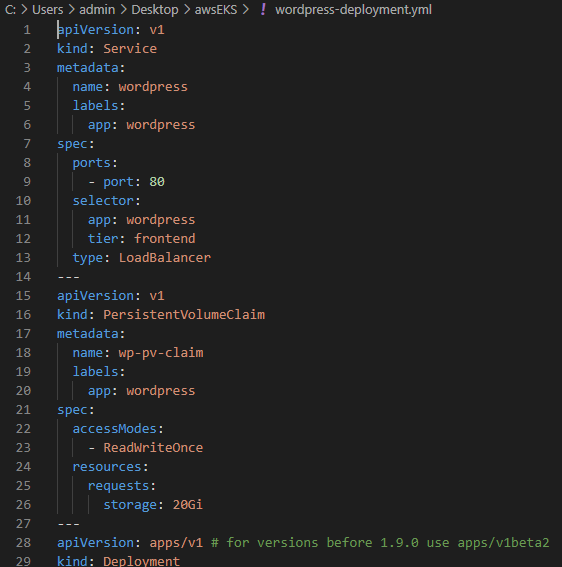 C: > Users > admin > Desktop > awsEKS > ! wordpress-deployment.yml
1 apiVersion: v1
2 kind: Service
3 metadata:
4   name: wordpress
5   labels:
6     app: wordpress
7 spec:
8   ports:
9     - port: 80
10   selector:
11     app: wordpress
12     tier: frontend
13   type: LoadBalancer
14 ---
15 apiVersion: v1
16 kind: PersistentVolumeClaim
17 metadata:
18   name: wp-pv-claim
19   labels:
20     app: wordpress
21 spec:
22   accessModes:
23     - ReadWriteOnce
24   resources:
25     requests:
26       storage: 20Gi
27 ---
28 apiVersion: apps/v1 # for versions before 1.9.0 use apps/v1beta2
29 kind: Deployment